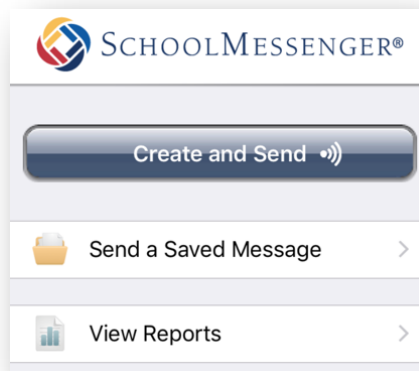 SCHOOLMESSENGER®
Create and Send
Send a Saved Message
View Reports